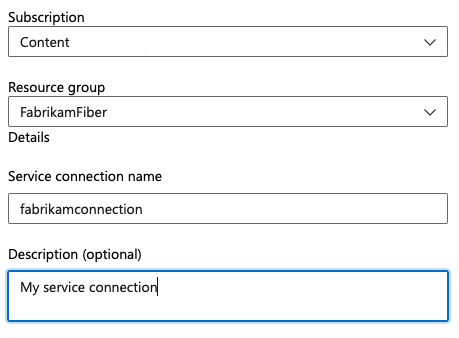 Subscription
Content
Resource group
FabrikamFiber
Details
Service connection name
fabrikamconnection
Description (optional)
My service connection